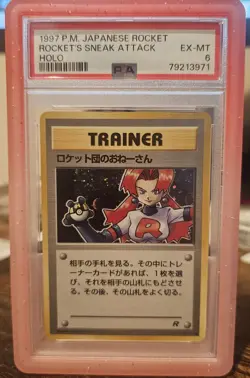 1997 P.M. JAPANESE ROCKET
ROCKET'S SNEAK ATTACK EX-MT
HOLO 6
PSA 79213971
TRAINER
ロケット団のおねーさん
R
相手の手札を見る。その中にト
レーナーカードがあれば、1枚を選
び、それを相手の山札にもどさせ
る。その後、その山札をよく切る。
R